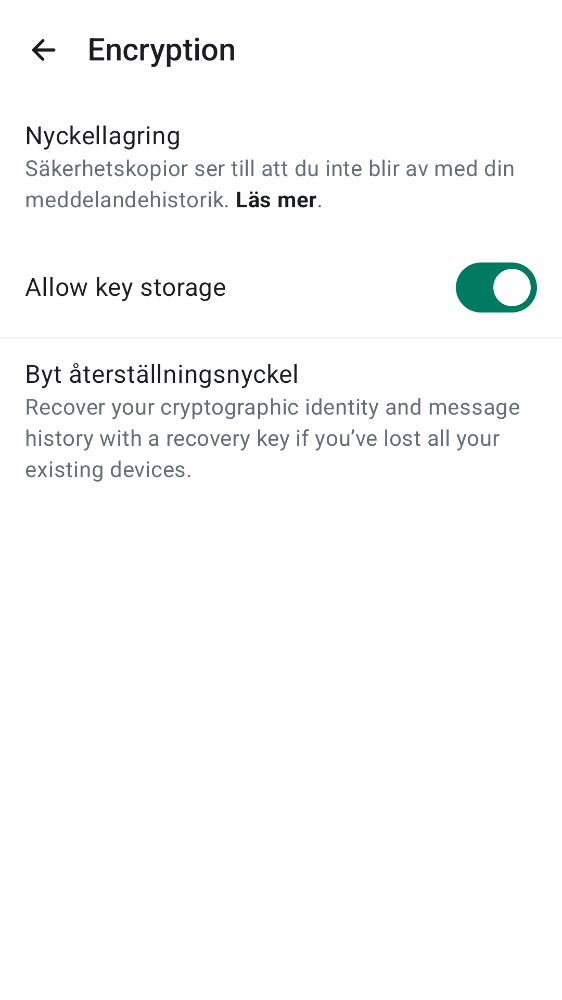 Encryption
Nyckellagring
Säkerhetskopior ser till att du inte blir av med din
meddelandehistorik. Läs mer.
Allow key storage
Byt återställningsnyckel
Recover your cryptographic identity and message
history with a recovery key if you’ve lost all your
existing devices.